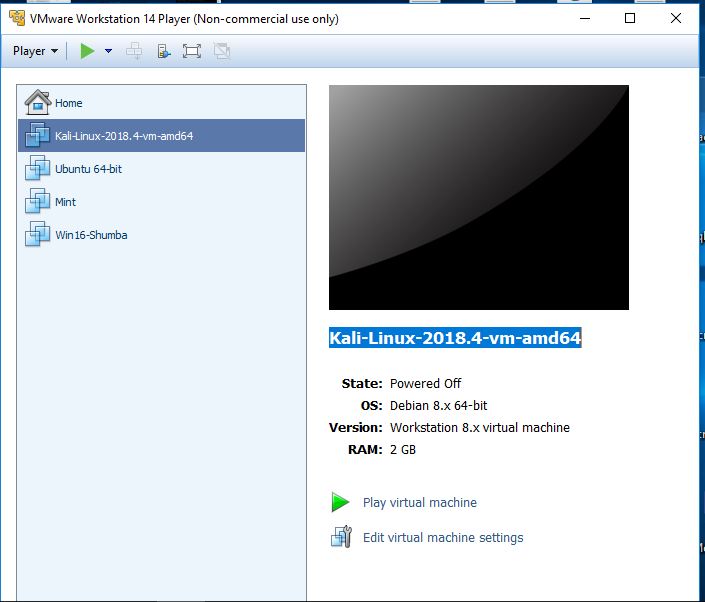 VMware Workstation 14 Player (Non-commercial use only)
Player
Home
Kali-Linux-2018.4-vm-amd64
Ubuntu 64-bit
Mint
Win16-Shumba
Kali-Linux-2018.4-vm-amd64
State: Powered Off
OS: Debian 8.x 64-bit
Version: Workstation 8.x virtual machine
RAM: 2 GB
Play virtual machine
Edit virtual machine settings